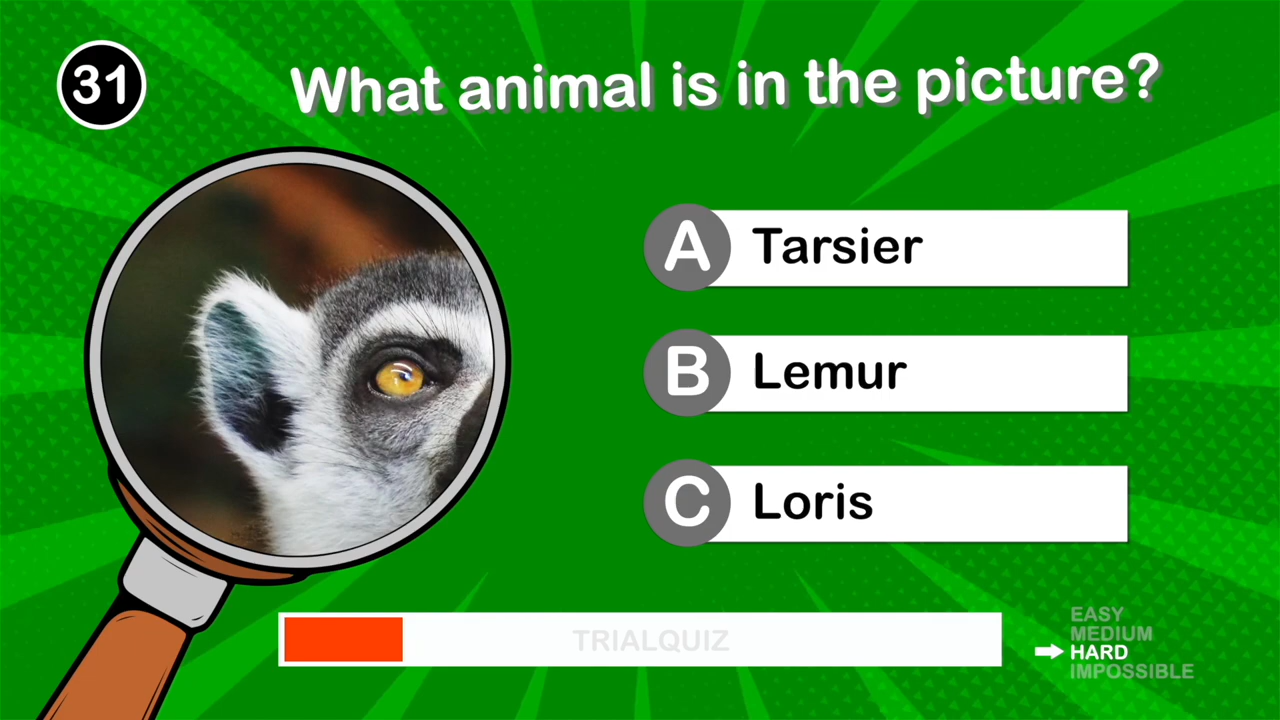 31
What animal is in the picture?
A Tarsier
B Lemur
C Loris
TRIALQUIZ
EASY
MEDIUM
HARD
IMPOSSIBLE